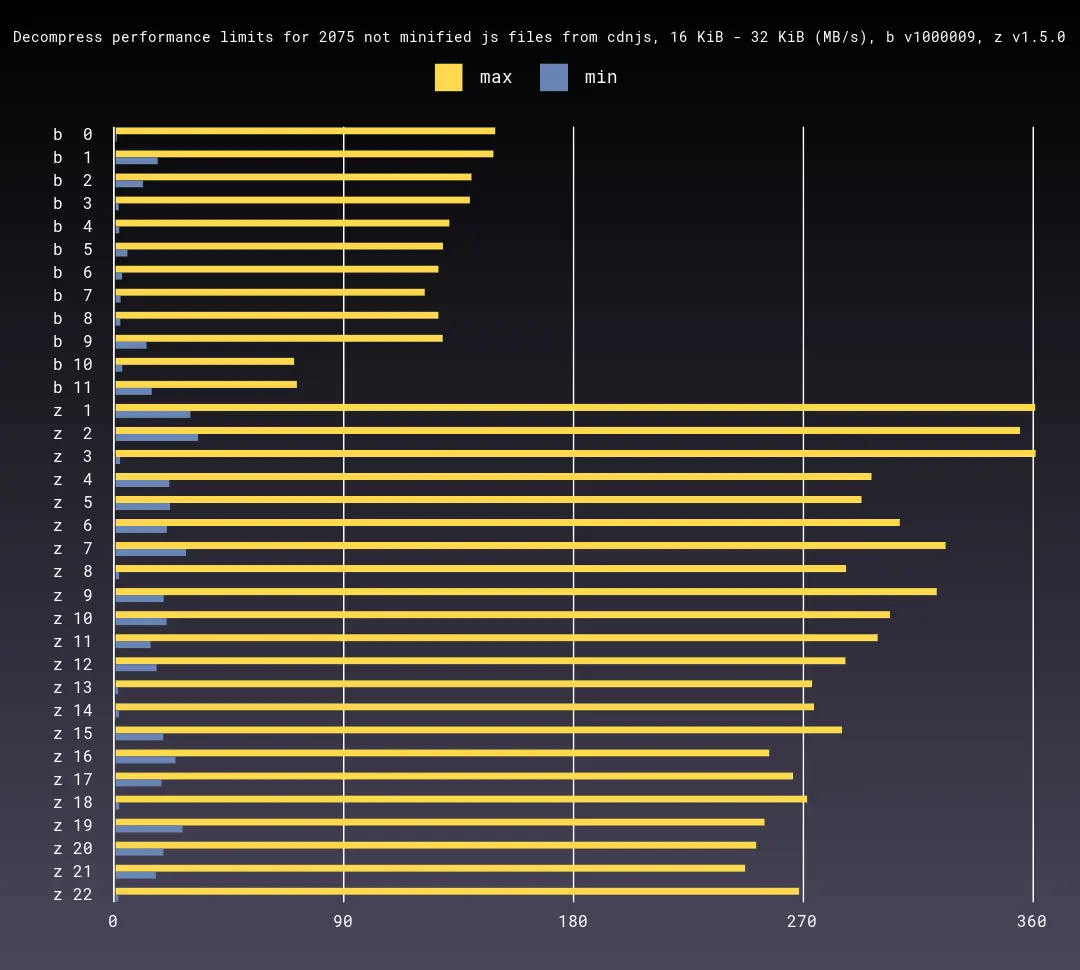 Decompress performance limits for 2075 not minified js files from cdnjs, 16 KiB - 32 KiB (MB/s), b v1000009, z v1.5.0
max min
b 0
b 1
b 2
b 3
b 4
b 5
b 6
b 7
b 8
b 9
b 10
b 11
z 1
z 2
z 3
z 4
z 5
z 6
z 7
z 8
z 9
z 10
z 11
z 12
z 13
z 14
z 15
z 16
z 17
z 18
z 19
z 20
z 21
z 22
0 90 180 270 360